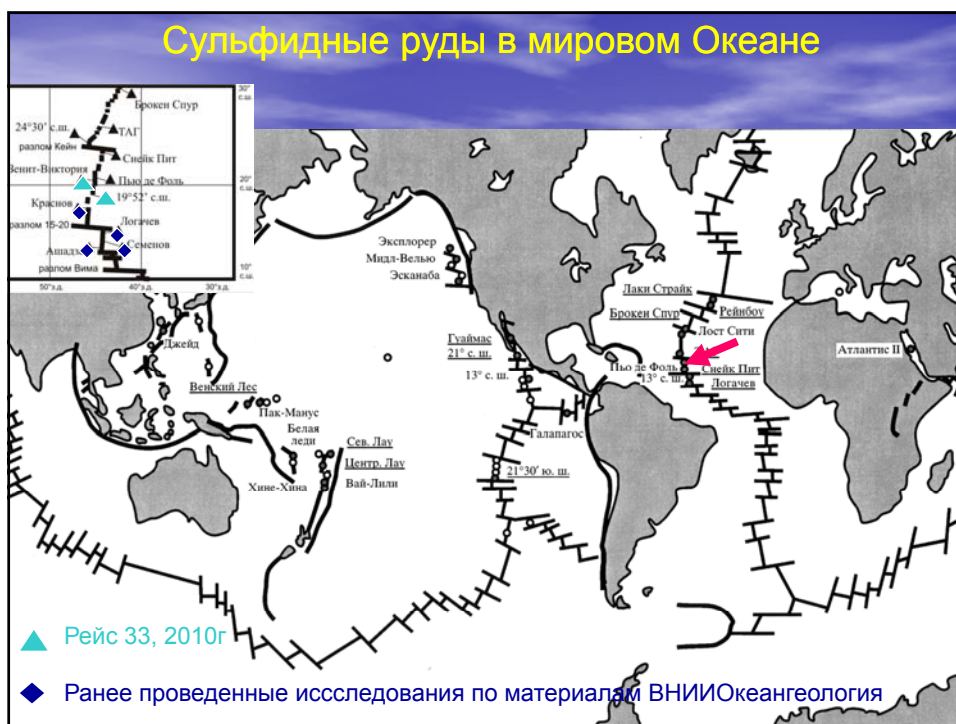 Сульфидные руды в мировом Океане
30°
с.ш.
Брокен Спур
24°30' с.ш.
ТАГ
разлом Кейн
Снейк Пит
Венит-Виктория
Пью де Фоль
20°
с.ш.
19°52' с.ш.
Краснов
разлом 15-20
Логачев
Семенов
Ашадзе
разлом Вима
10°
с.ш.
50°з.д.
40°з.д.
30°з.д.
Эксплорер
Мидл-Велью
Эсканаба
Лаки Страйк
Брокен Спур
Рейнбоу
Лост Сити
Джейд
Гуаймас
21° с. ш.
13° с. ш.
Атлантис II
Пьо де Фоль
Снейк Пит
13° с. ш.
Логачев
Венский Лес
Пак-Манус
Белая
леди
Сев. Лау
Галапагос
Центр. Лау
21°30' ю. ш.
Хине-Хина
Вай-Лили
Рейс 33, 2010г
Ранее проведенные иссследования по материалам ВНИИОкеангеология